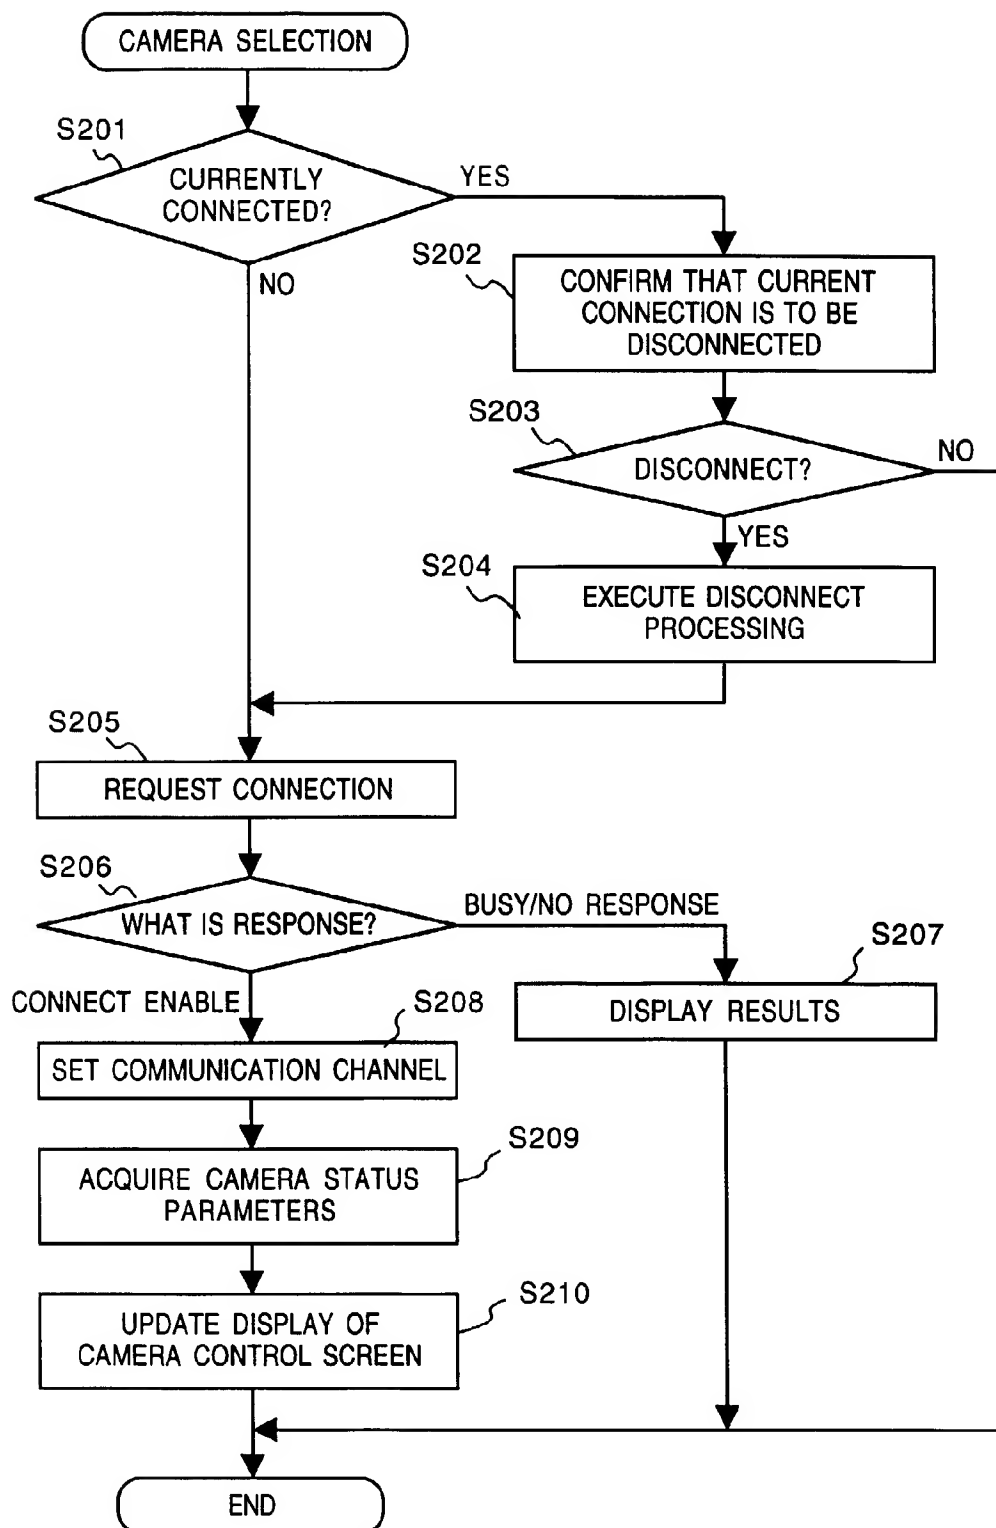 CAMERA SELECTION
S201
CURRENTLY
CONNECTED?
YES
NO
S202
CONFIRM THAT CURRENT
CONNECTION IS TO BE
DISCONNECTED
S203
DISCONNECT?
NO
YES
S204
EXECUTE DISCONNECT
PROCESSING
S205
REQUEST CONNECTION
S206
WHAT IS RESPONSE?
BUSY/NO RESPONSE
S207
DISPLAY RESULTS
CONNECT ENABLE
S208
SET COMMUNICATION CHANNEL
S209
ACQUIRE CAMERA STATUS
PARAMETERS
S210
UPDATE DISPLAY OF
CAMERA CONTROL SCREEN
END